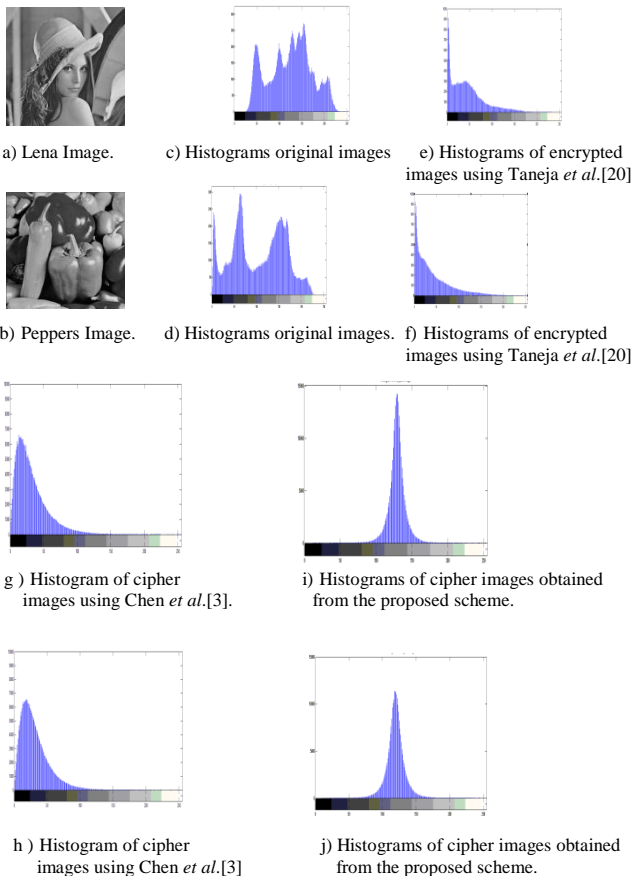 a) Lena Image.
c) Histograms original images
e) Histograms of encrypted
images using Taneja et al.[20]
b) Peppers Image.
d) Histograms original images.
f) Histograms of encrypted
images using Taneja et al.[20]
g ) Histogram of cipher
images using Chen et al.[3].
i) Histograms of cipher images obtained
from the proposed scheme.
h ) Histogram of cipher
images using Chen et al.[3]
j) Histograms of cipher images obtained
from the proposed scheme.